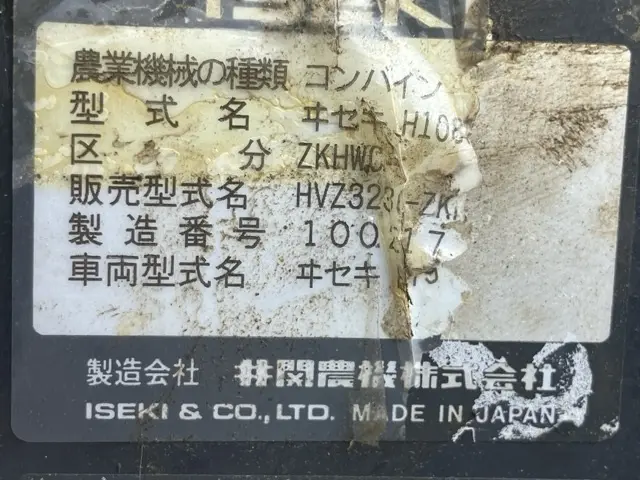 ISEKI
農業機械の種類 コンバイン
型式名 ヰセキ H108
区分 ZKHWC
販売型式名 HVZ323
製造番号
車両型式名 ヰセキ
製造会社 井関農機株式会社
ISEKI & CO., LTD. MADE IN JAPAN